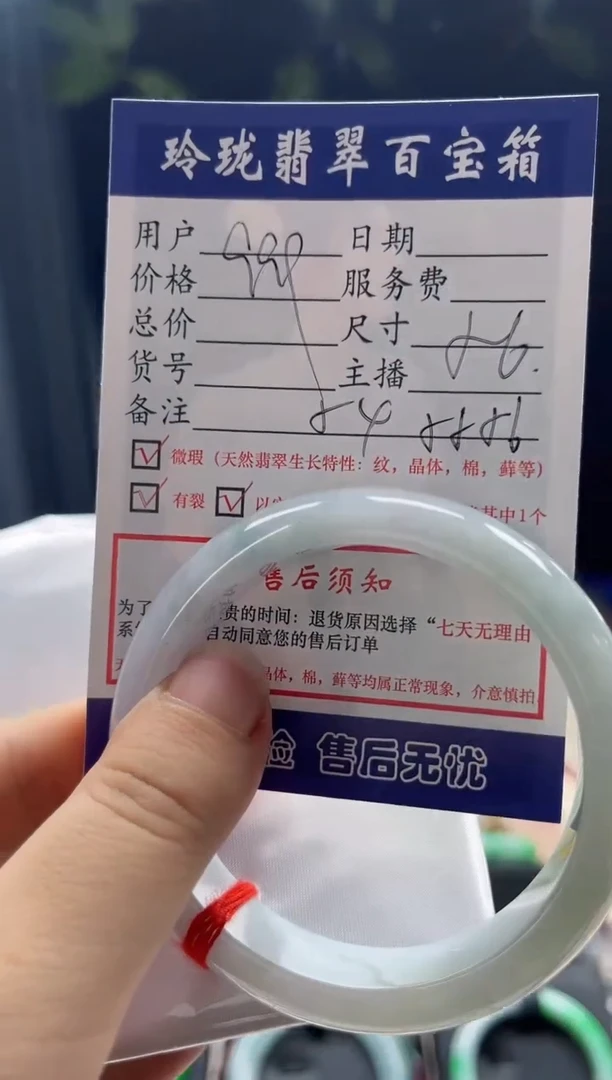 玲珑翡翠百宝箱
用户 日期
价格 服务费
总价 尺寸
货号 主播
备注
微瑕（天然翡翠生长特性：纹，晶体，棉，藓等）
有裂 以 其中1个
售后须知
为了 贵的时间：退货原因选择“七天无理由
系 自动同意您的售后订单
晶体，棉，藓等均属正常现象，介意慎拍
售后无忧